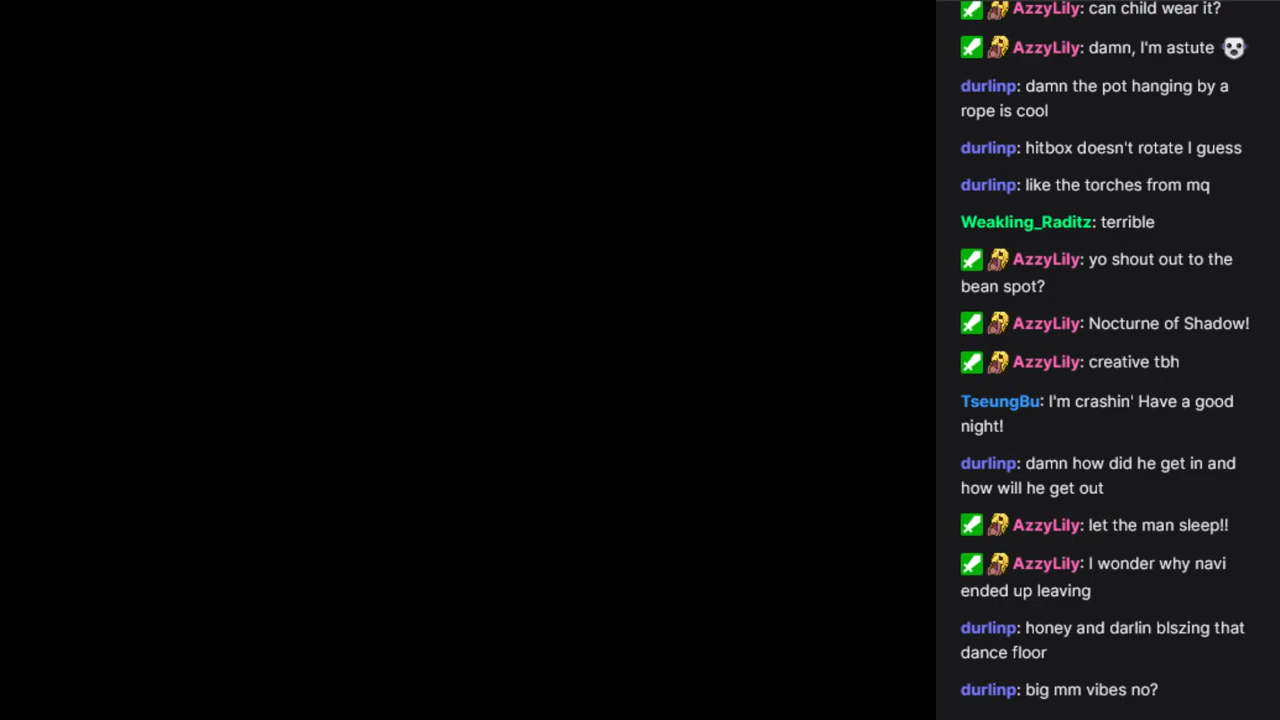 AzzyLily: can child wear it?
AzzyLily: damn, I'm astute
durlinp: damn the pot hanging by a
rope is cool
durlinp: hitbox doesn't rotate I guess
durlinp: like the torches from mq
Weakling_Raditz: terrible
AzzyLily: yo shout out to the
bean spot?
AzzyLily: Nocturne of Shadow!
AzzyLily: creative tbh
TseungBu: I'm crashin' Have a good
night!
durlinp: damn how did he get in and
how will he get out
AzzyLily: let the man sleep!!
AzzyLily: I wonder why navi
ended up leaving
durlinp: honey and darlin blszing that
dance floor
durlinp: big mm vibes no?